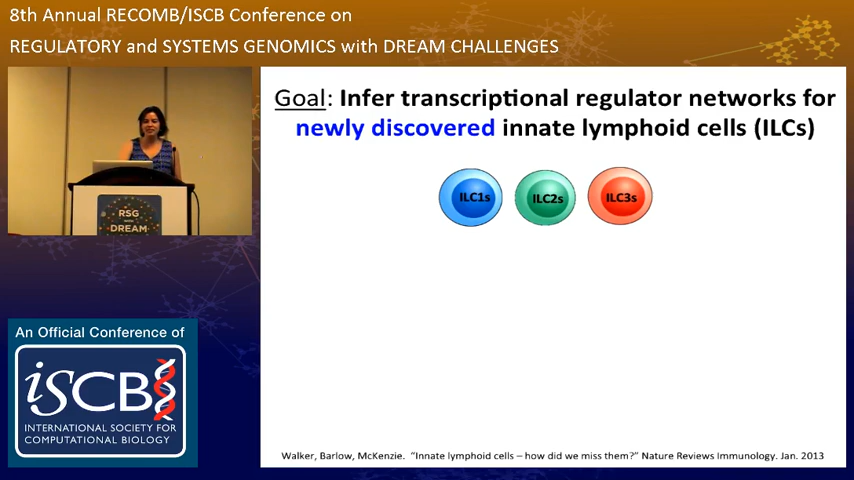 8th Annual RECOMB/ISCB Conference on
REGULATORY and SYSTEMS GENOMICS with DREAM CHALLENGES
RSG
with
DREAM
An Official Conference of
iSCB
INTERNATIONAL SOCIETY FOR
COMPUTATIONAL BIOLOGY
Goal: Infer transcriptional regulator networks for
newly discovered innate lymphoid cells (ILCs)
ILC1s ILC2s ILC3s
Walker, Barlow, McKenzie. “Innate lymphoid cells – how did we miss them?” Nature Reviews Immunology. Jan. 2013